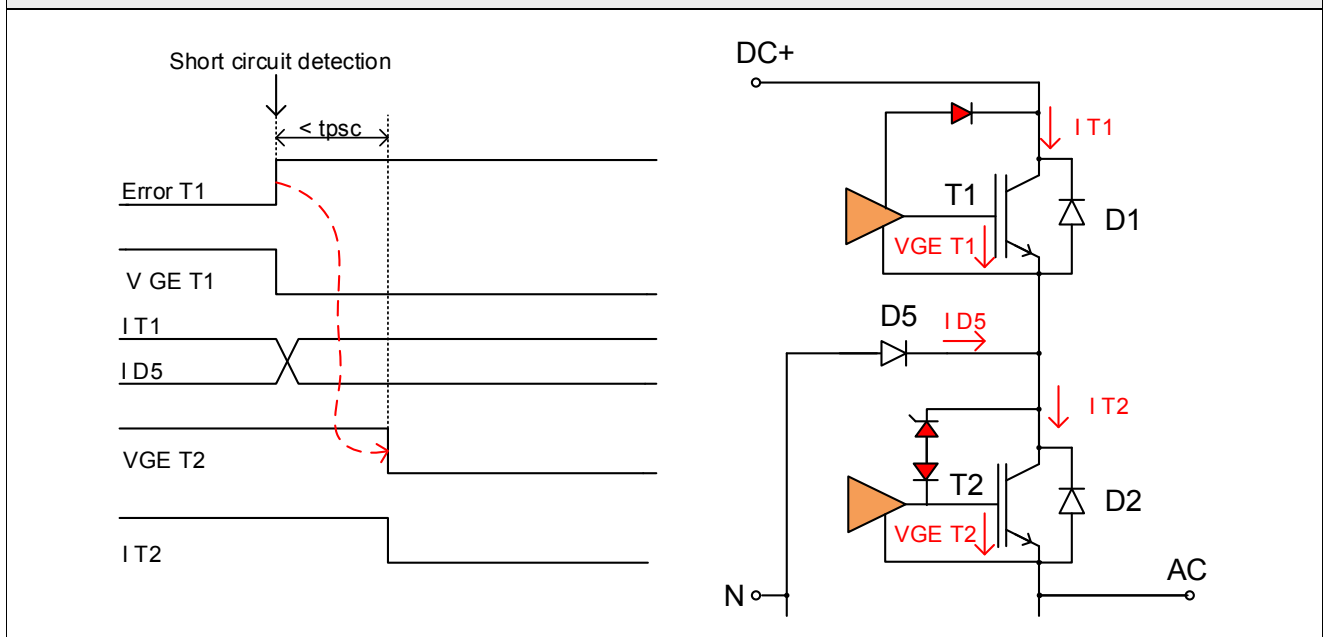 Short circuit detection
< tpsc
Error T1
V GE T1
I T1
I D5
VGE T2
I T2
DC+
I T1
T1
D1
VGE T1
D5
I D5
I T2
T2
D2
VGE T2
AC
N